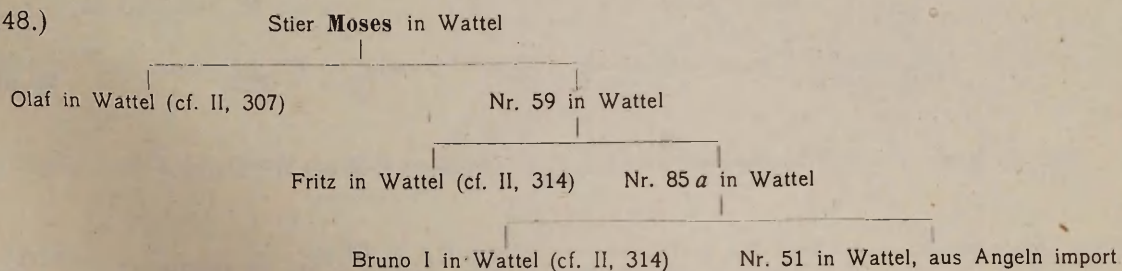 48.) Stier Moses in Wattel
Olaf in Wattel (cf. II, 307) Nr. 59 in Wattel
Fritz in Wattel (cf. II, 314) Nr. 85 a in Wattel
Bruno I in Wattel (cf. II, 314) Nr. 51 in Wattel, aus Angeln import